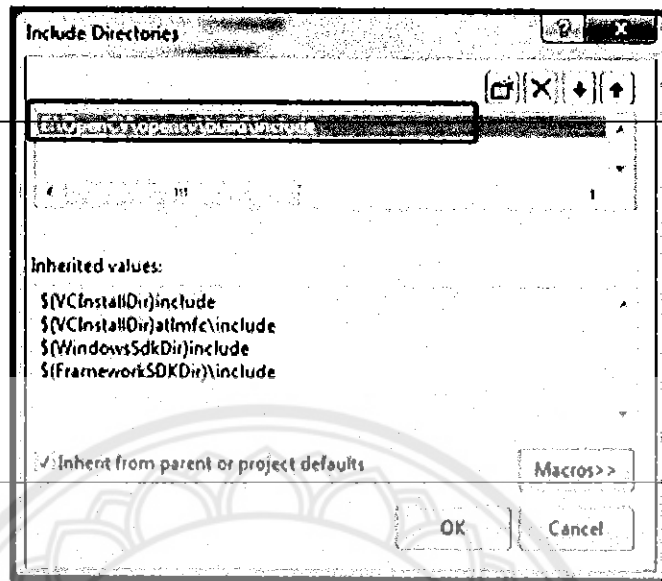 Include Directories
Inherited values:
$(VCInstallDir)include
$(VCInstallDir)atlmfc\include
$(WindowsSdkDir)include
$(FrameworkSDKDir)\include
Inherit from parent or project defaults
Macros>>
OK
Cancel